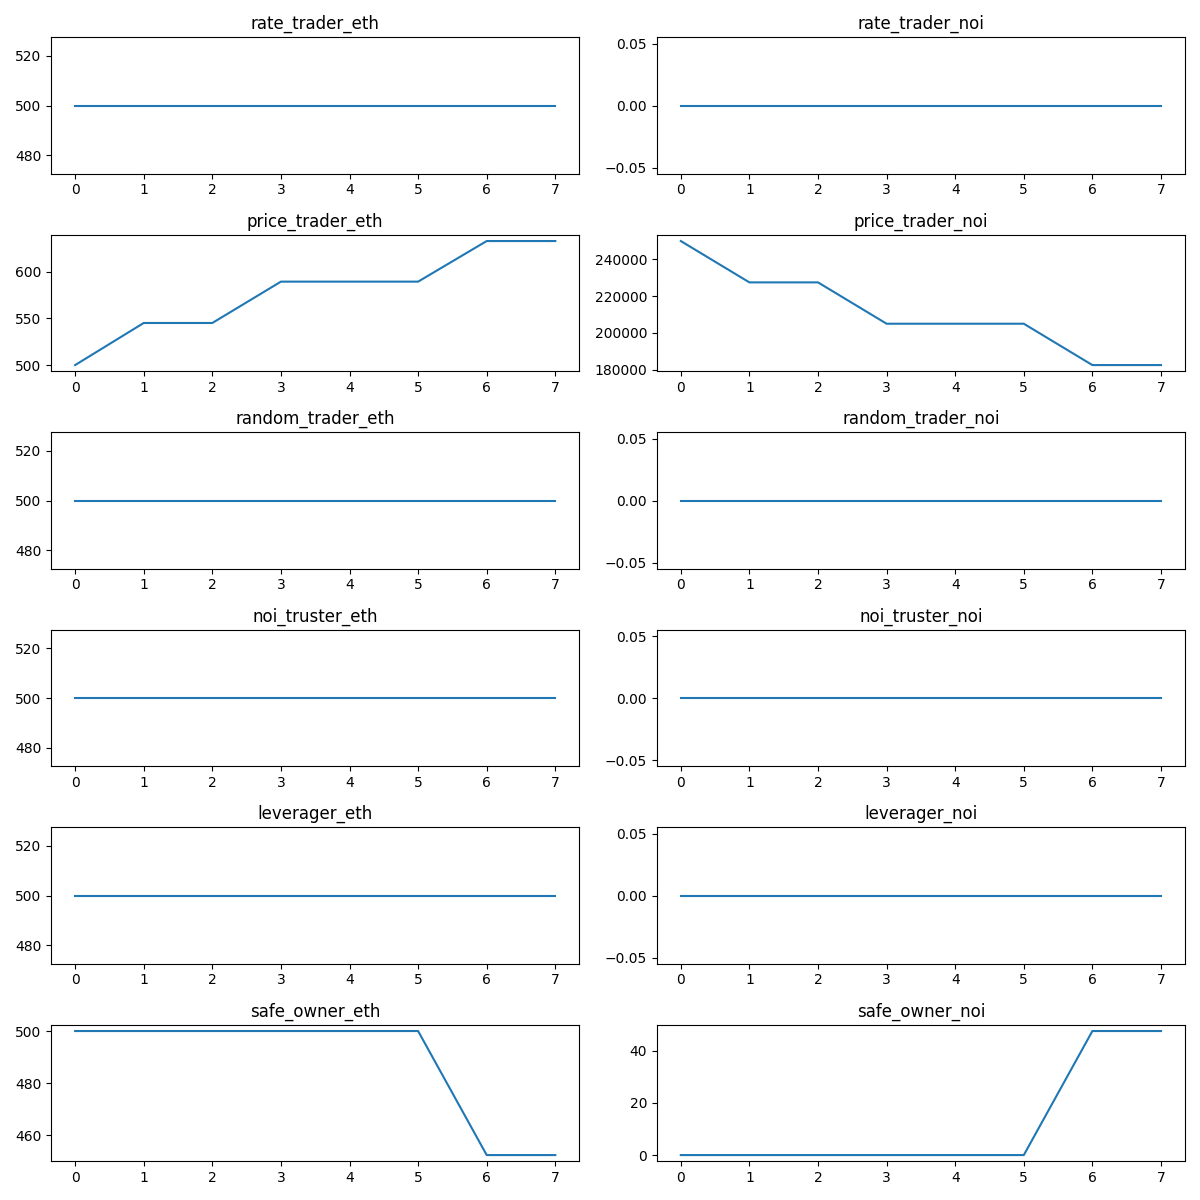 rate_trader_eth
520
500
480
0 1 2 3 4 5 6 7
rate_trader_noi
0.05
0.00
−0.05
0 1 2 3 4 5 6 7
price_trader_eth
600
550
500
0 1 2 3 4 5 6 7
price_trader_noi
240000
220000
200000
180000
0 1 2 3 4 5 6 7
random_trader_eth
520
500
480
0 1 2 3 4 5 6 7
random_trader_noi
0.05
0.00
−0.05
0 1 2 3 4 5 6 7
noi_truster_eth
520
500
480
0 1 2 3 4 5 6 7
noi_truster_noi
0.05
0.00
−0.05
0 1 2 3 4 5 6 7
leverager_eth
520
500
480
0 1 2 3 4 5 6 7
leverager_noi
0.05
0.00
−0.05
0 1 2 3 4 5 6 7
safe_owner_eth
500
480
460
0 1 2 3 4 5 6 7
safe_owner_noi
40
20
0
0 1 2 3 4 5 6 7